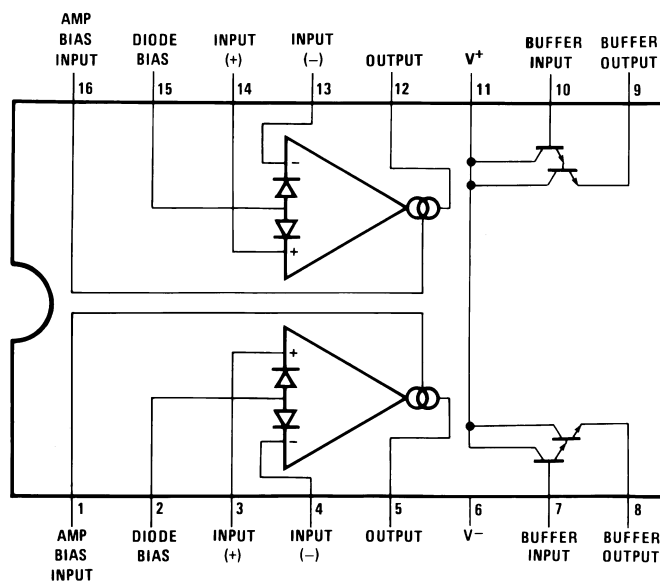 AMP
BIAS
INPUT
DIODE
BIAS
INPUT
(+)
INPUT
(−)
OUTPUT
V+
BUFFER
INPUT
BUFFER
OUTPUT
16 15 14 13 12 11 10 9
−
+
+
−
1 2 3 4 5 6 7 8
AMP
BIAS
INPUT
DIODE
BIAS
INPUT
(+)
INPUT
(−)
OUTPUT
V−
BUFFER
INPUT
BUFFER
OUTPUT